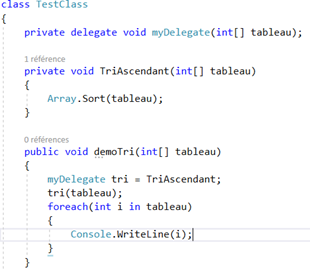 class TestClass
{
private delegate void myDelegate(int[] tableau);
1 référence
private void TriAscendant(int[] tableau)
{
Array.Sort(tableau);
}
0 références
public void demoTri(int[] tableau)
{
myDelegate tri = TriAscendant;
tri(tableau);
foreach(int i in tableau)
{
Console.WriteLine(i);
}
}